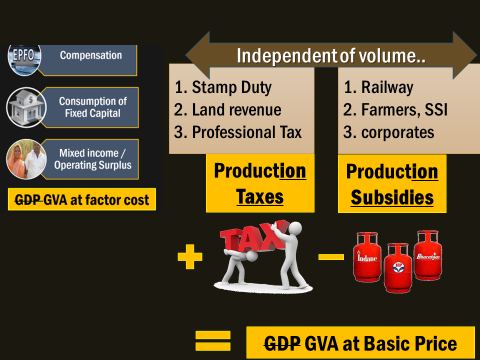 EPFO
Compensation
Consumption of
Fixed Capital
Mixed income /
Operating Surplus
GDP GVA at factor cost
Independent of volume..
1. Stamp Duty
2. Land revenue
3. Professional Tax
1. Railway
2. Farmers, SSI
3. corporates
Production
Taxes
Production
Subsidies
TAX
Indane
HP
Bharatgas
GDP GVA at Basic Price